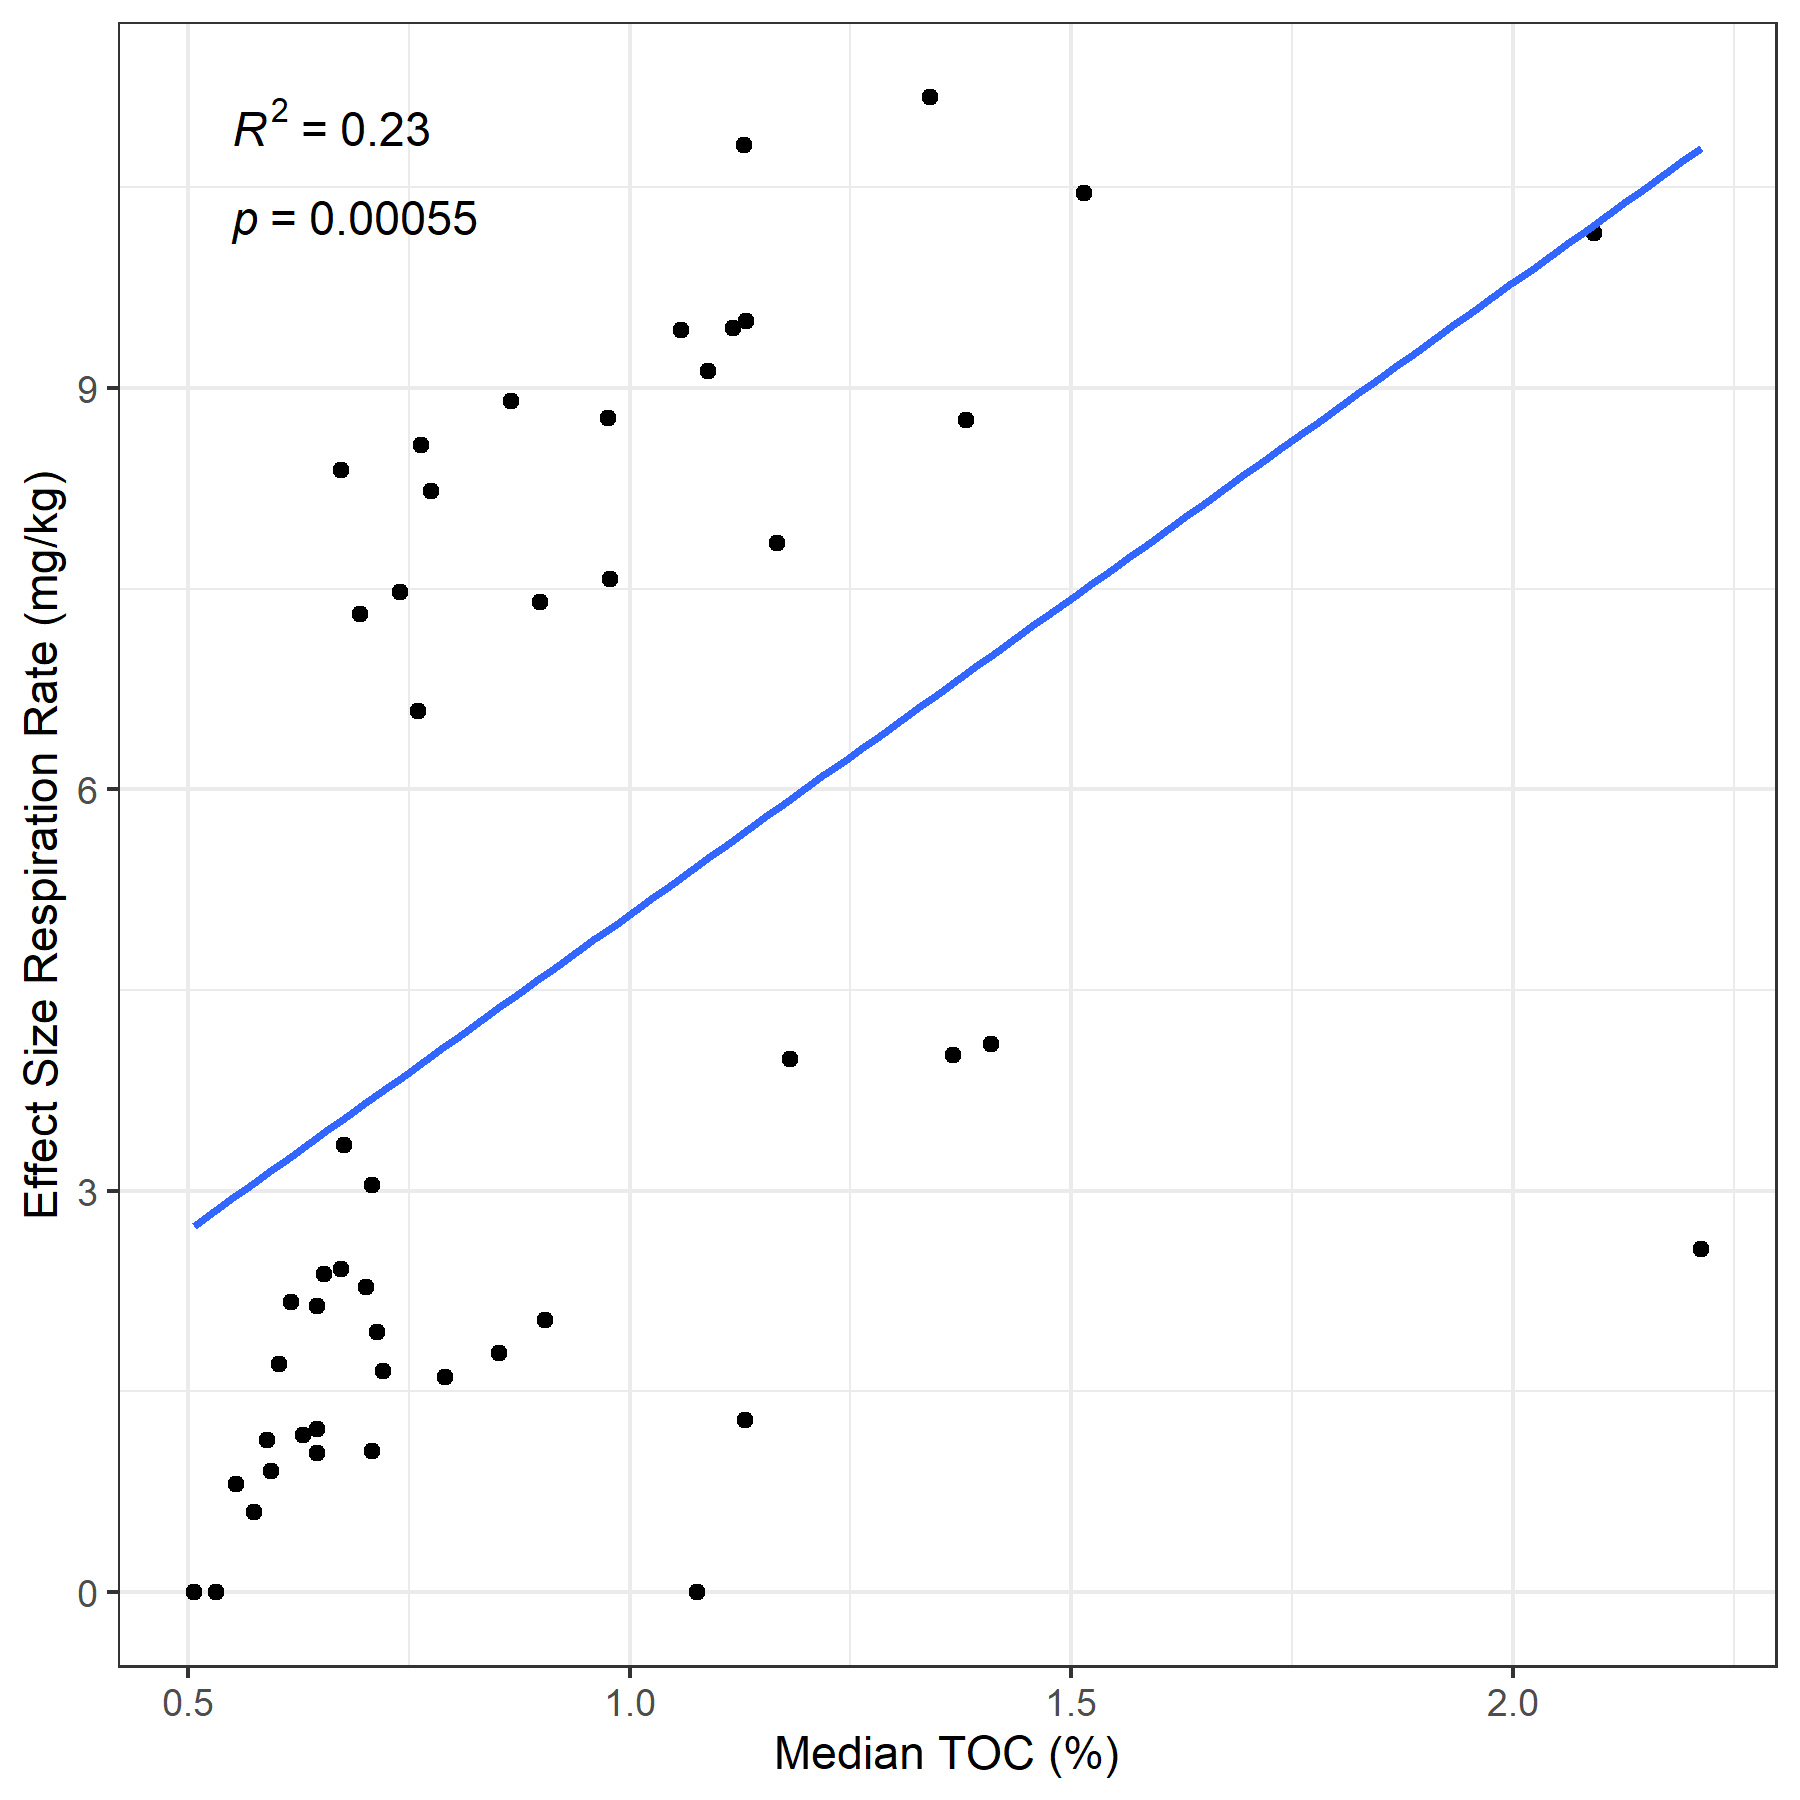 R² = 0.23
p = 0.00055
Effect Size Respiration Rate (mg/kg)
9
6
3
0
0.5 1.0 1.5 2.0
Median TOC (%)